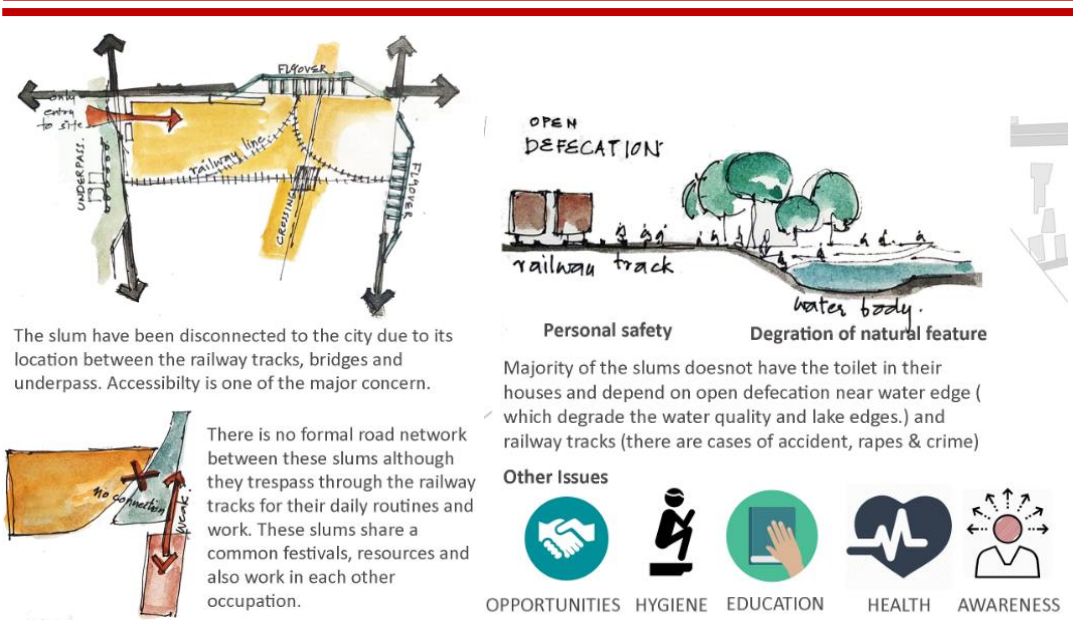 FLYOVER
only
entry
to site
UNDERPASS.
railway line
CROSSING
FLYOVER
The slum have been disconnected to the city due to its
location between the railway tracks, bridges and
underpass. Accessibilty is one of the major concern.
no connection
weak
There is no formal road network
between these slums although
they trespass through the railway
tracks for their daily routines and
work. These slums share a
common festivals, resources and
also work in each other
occupation.
OPEN
DEFECATION
railway track
water body.
Personal safety
Degration of natural feature
Majority of the slums doesnot have the toilet in their
houses and depend on open defecation near water edge (
which degrade the water quality and lake edges.) and
railway tracks (there are cases of accident, rapes & crime)
Other Issues
OPPORTUNITIES HYGIENE EDUCATION HEALTH AWARENESS